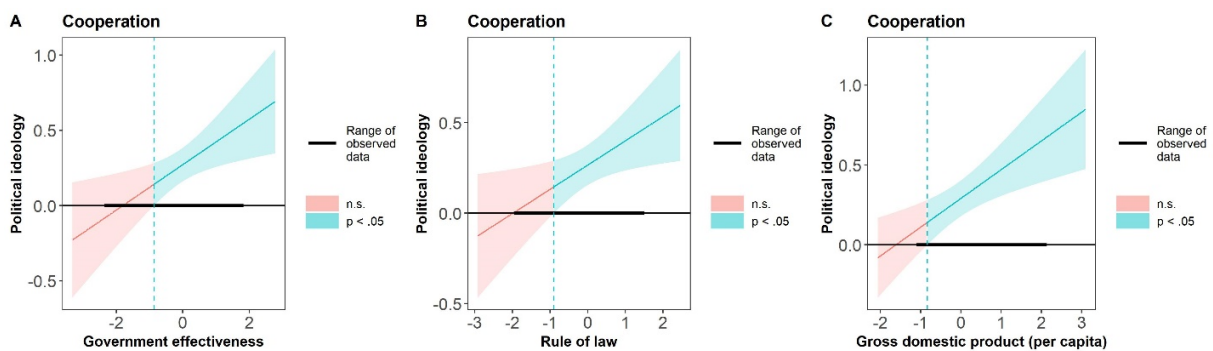 A
Cooperation
Political ideology
1.0
0.5
0.0
-0.5
-2
0
2
Government effectiveness
Range of
observed
data
n.s.
p < .05
B
Cooperation
Political ideology
0.5
0.0
-0.5
-3
-2
-1
0
1
2
Rule of law
Range of
observed
data
n.s.
p < .05
C
Cooperation
Political ideology
1.0
0.5
0.0
-2
-1
0
1
2
3
Gross domestic product (per capita)
Range of
observed
data
n.s.
p < .05